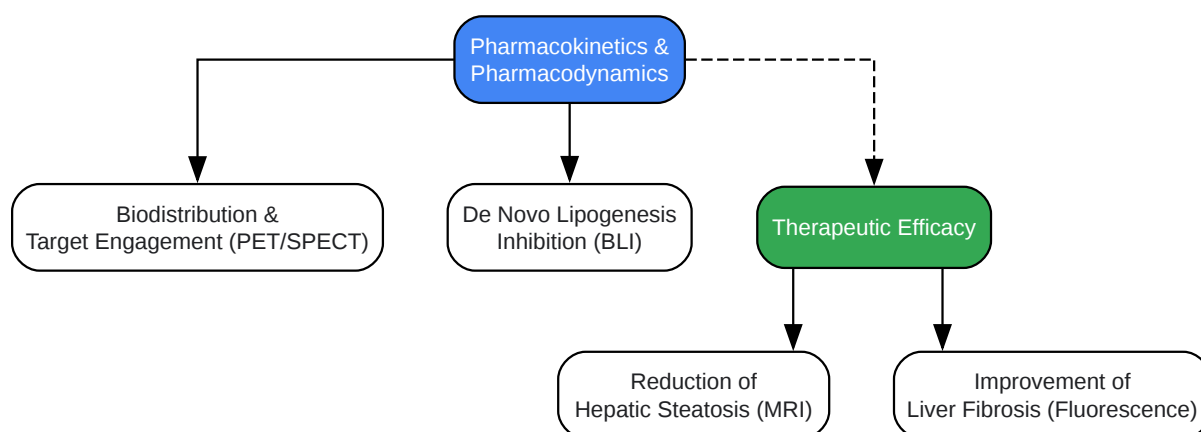 Pharmacokinetics &
Pharmacodynamics
Biodistribution &
Target Engagement (PET/SPECT)
De Novo Lipogenesis
Inhibition (BLI)
Therapeutic Efficacy
Reduction of
Hepatic Steatosis (MRI)
Improvement of
Liver Fibrosis (Fluorescence)